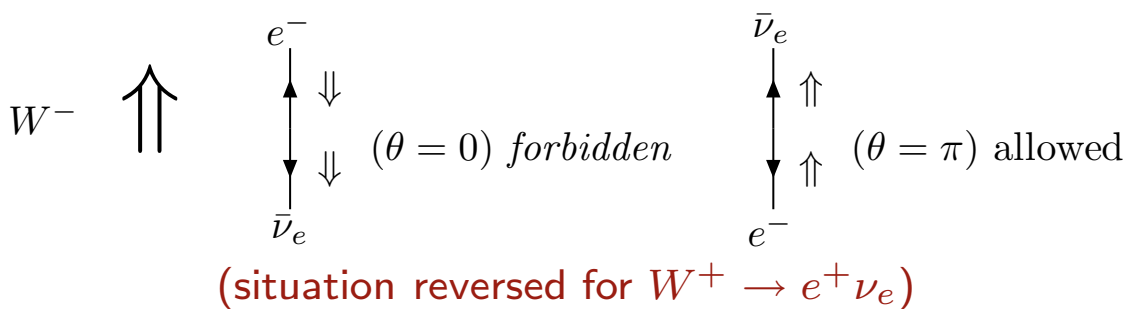 e⁻ ν̄ₑ
W⁻ ⇑ ⇓ ⇑
⇓ (θ = 0) forbidden ⇑ (θ = π) allowed
ν̄ₑ e⁻
(situation reversed for W⁺ → e⁺νₑ)